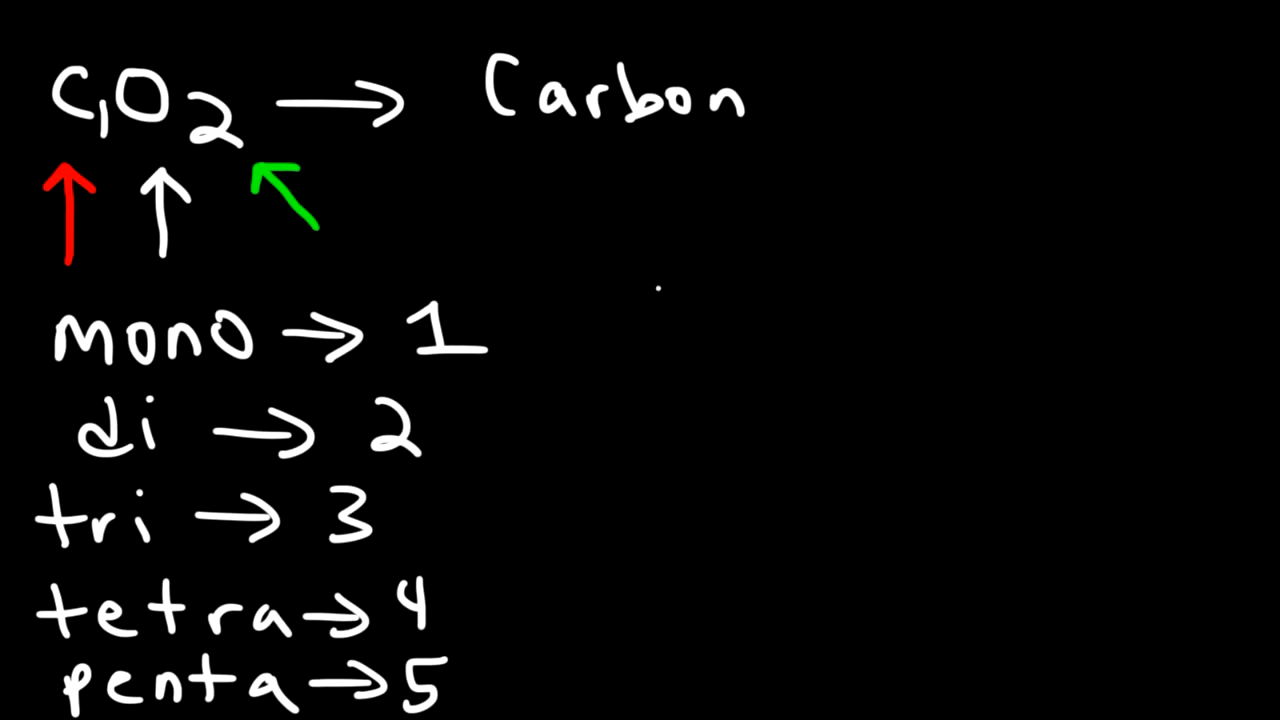 C₁O₂ → Carbon
mono → 1
di → 2
tri → 3
tetra → 4
penta → 5